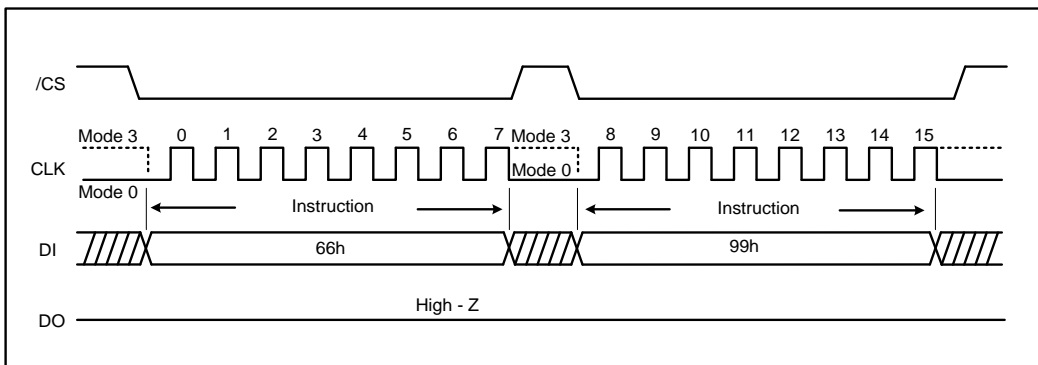 /CS
Mode 3 0 1 2 3 4 5 6 7 Mode 3 8 9 10 11 12 13 14 15
CLK
Mode 0 Mode 0
Instruction Instruction
DI 66h 99h
High - Z
DO